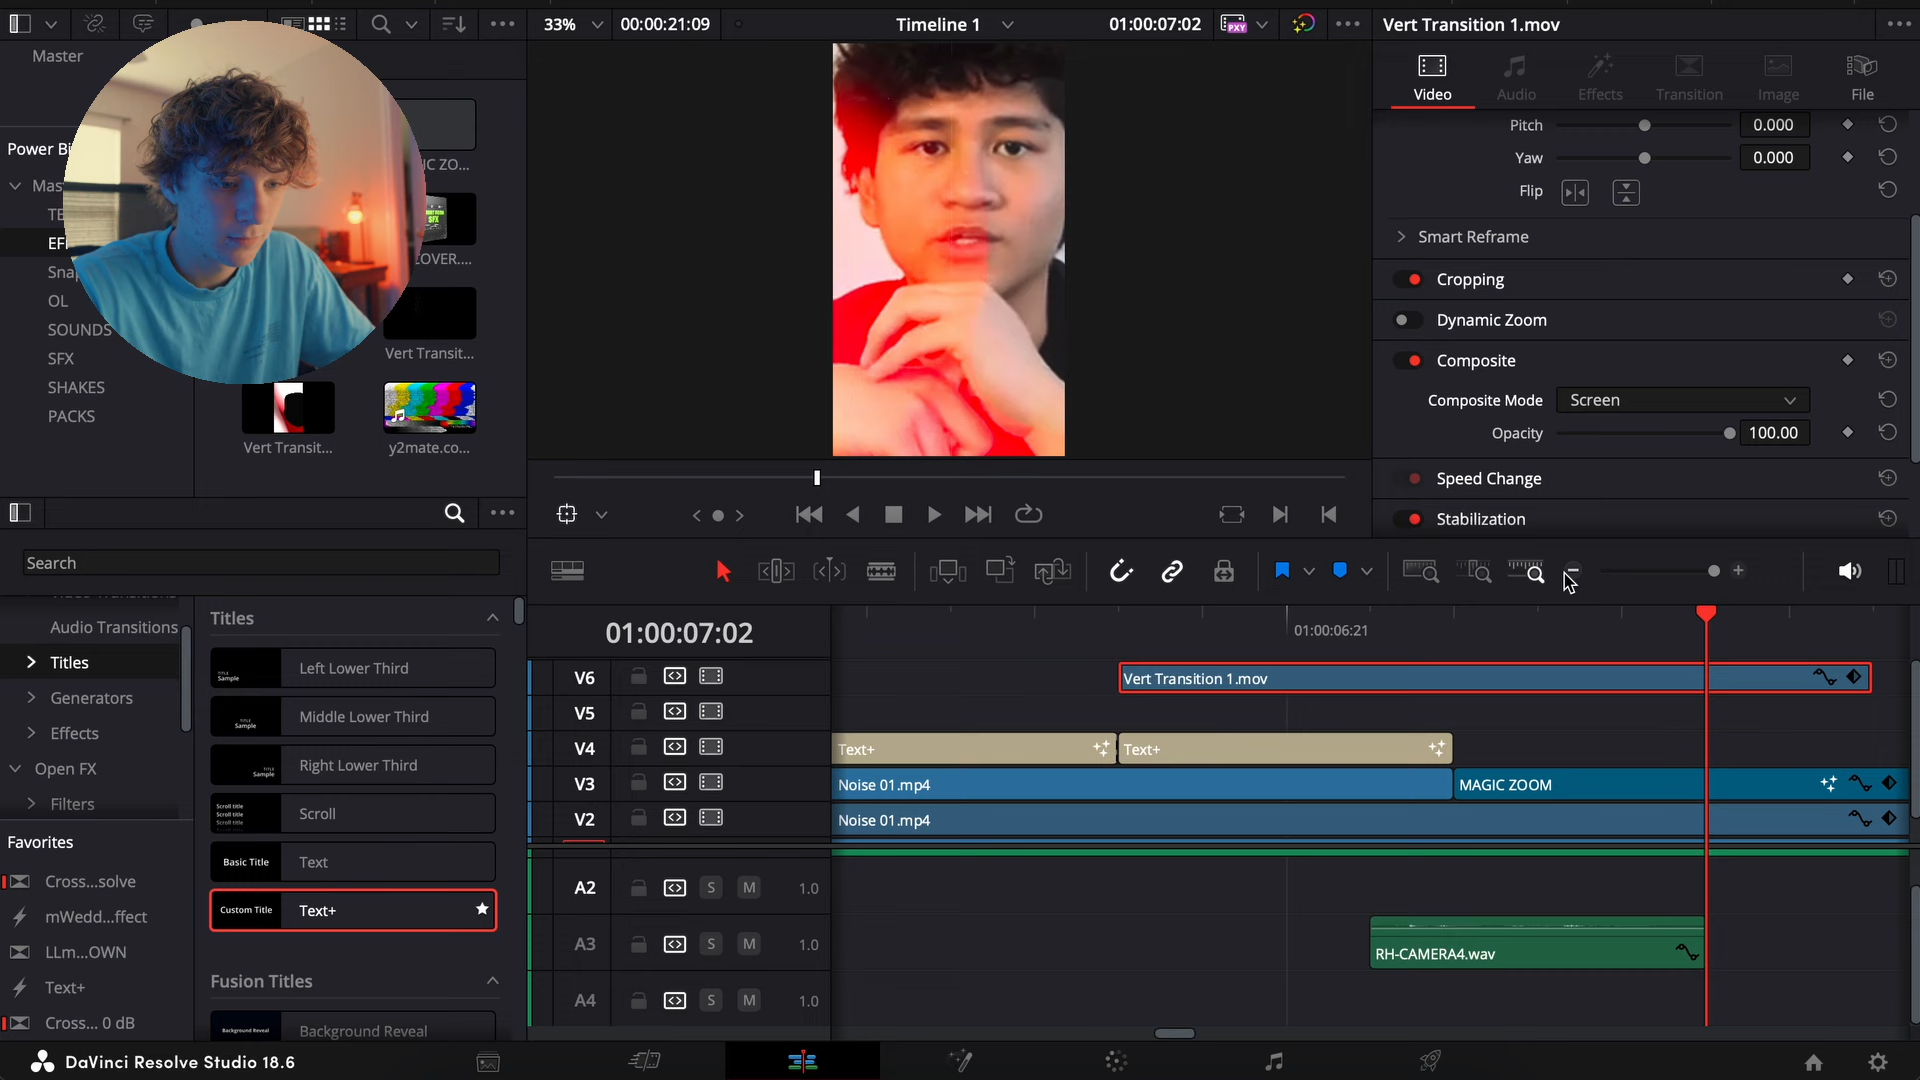 33%
00:00:21:09
Timeline 1
01:00:07:02
PXY
Vert Transition 1.mov
Master
Power Bi
Mas
TE
EFF
Snap
OL
SOUNDS
SFX
SHAKES
PACKS
IC ZO...
COVER....
Vert Transit...
Vert Transit...
y2mate.co...
Video
Audio
Effects
Transition
Image
File
Pitch
0.000
Yaw
0.000
Flip
Smart Reframe
Cropping
Dynamic Zoom
Composite
Composite Mode
Screen
Opacity
100.00
Speed Change
Stabilization
Search
Audio Transitions
Titles
Generators
Effects
Open FX
Filters
Favorites
Cross...solve
mWedd...ffect
LLm...OWN
Text+
Cross... 0 dB
Titles
Left Lower Third
Middle Lower Third
Right Lower Third
Scroll
Basic Title
Text
Custom Title
Text+
Fusion Titles
Background Reveal
Background Reveal
01:00:07:02
01:00:06:21
V6
Vert Transition 1.mov
V5
V4
Text+
Text+
V3
Noise 01.mp4
MAGIC ZOOM
V2
Noise 01.mp4
A2
S
M
1.0
A3
S
M
1.0
RH-CAMERA4.wav
A4
S
M
1.0
DaVinci Resolve Studio 18.6